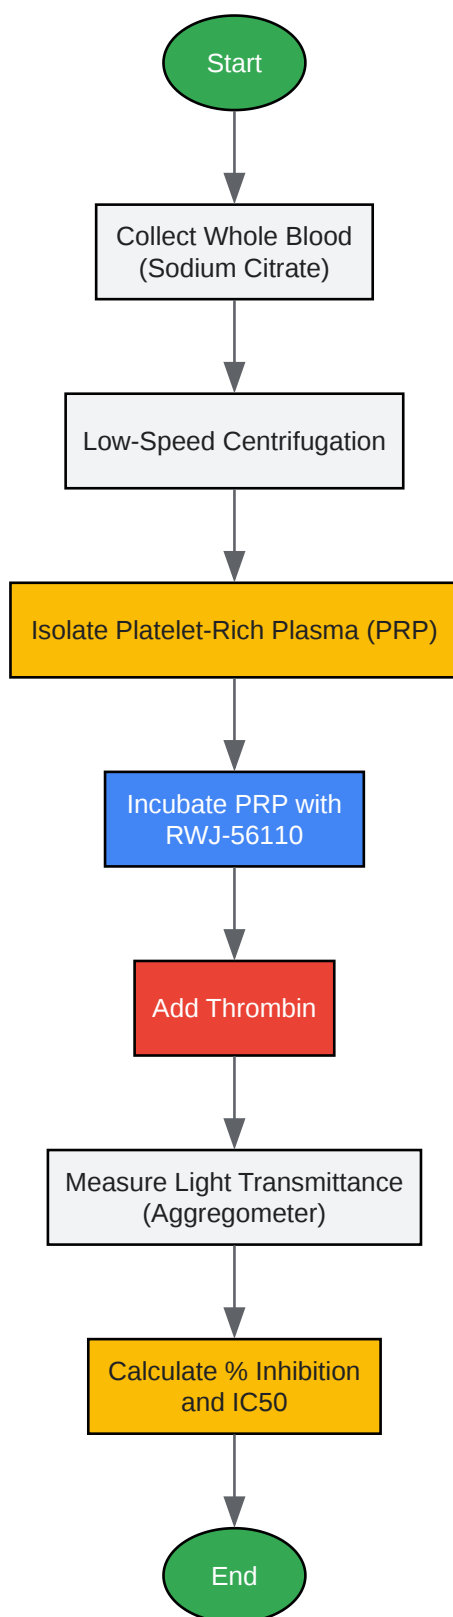 Start
Collect Whole Blood
(Sodium Citrate)
Low-Speed Centrifugation
Isolate Platelet-Rich Plasma (PRP)
Incubate PRP with
RWJ-56110
Add Thrombin
Measure Light Transmittance
(Aggregometer)
Calculate % Inhibition
and IC50
End